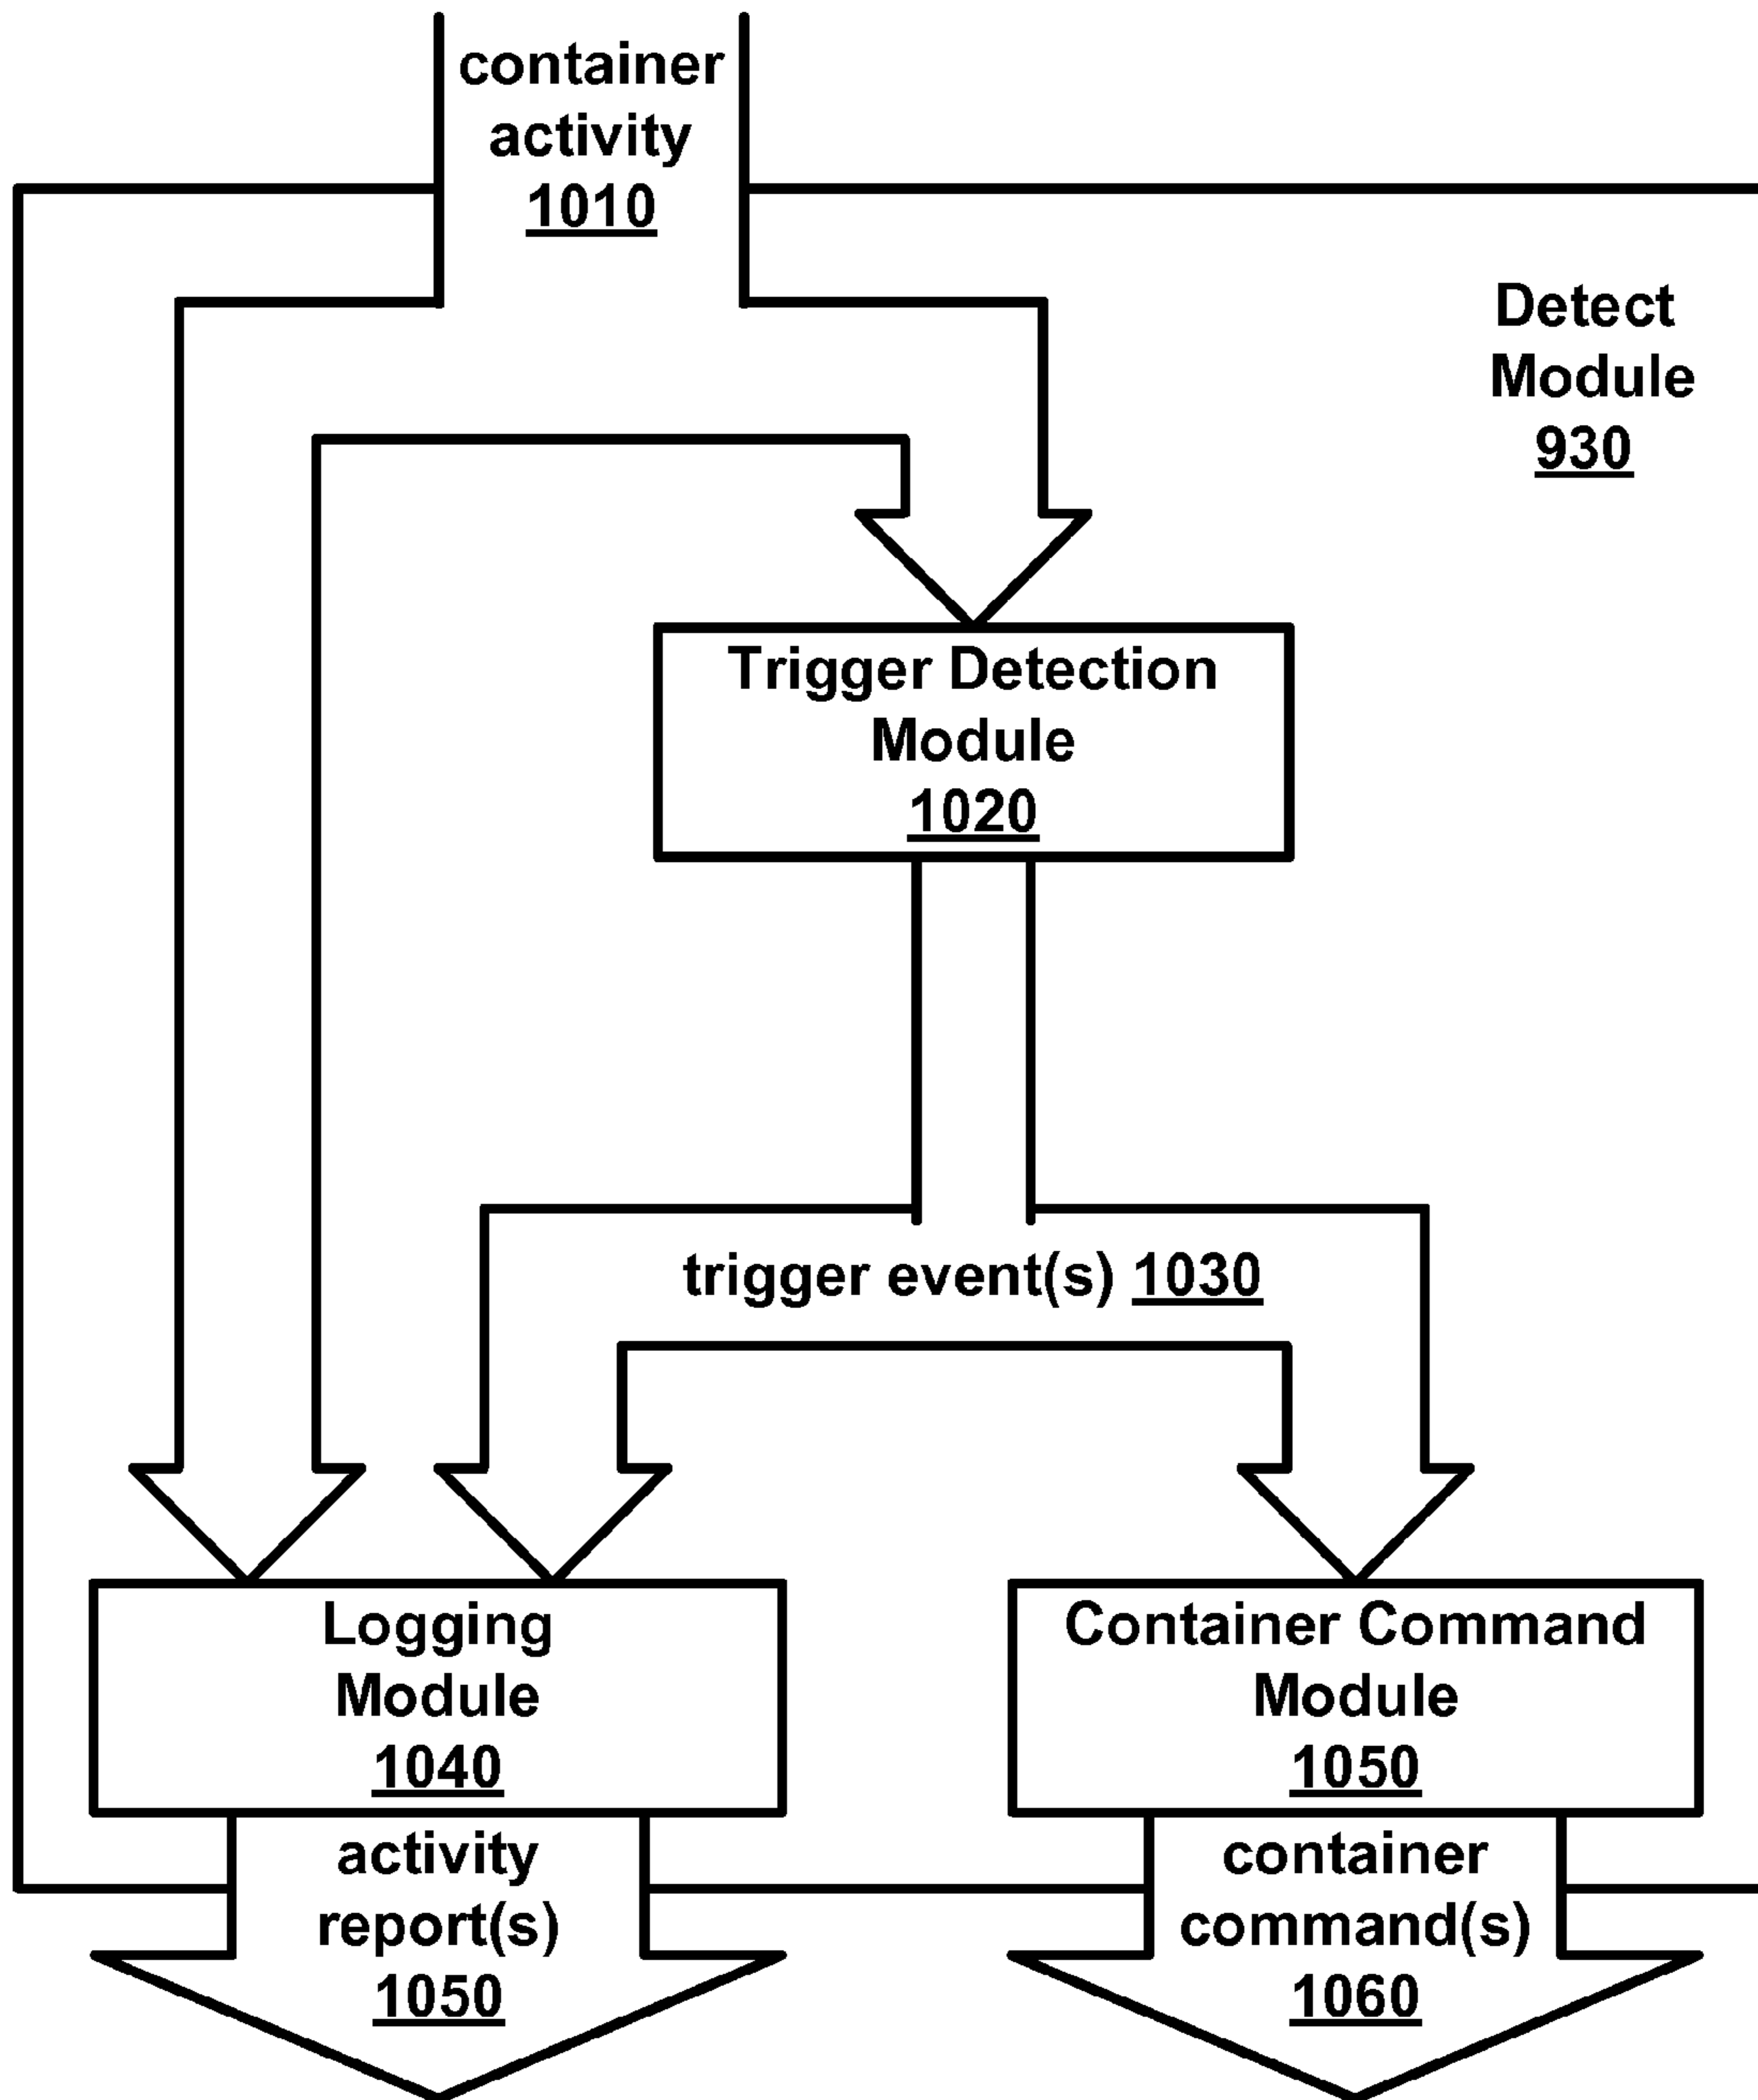 container
activity
1010
Detect
Module
930
Trigger Detection
Module
1020
trigger event(s) 1030
Logging
Module
1040
Container Command
Module
1050
activity
report(s)
1050
container
command(s)
1060